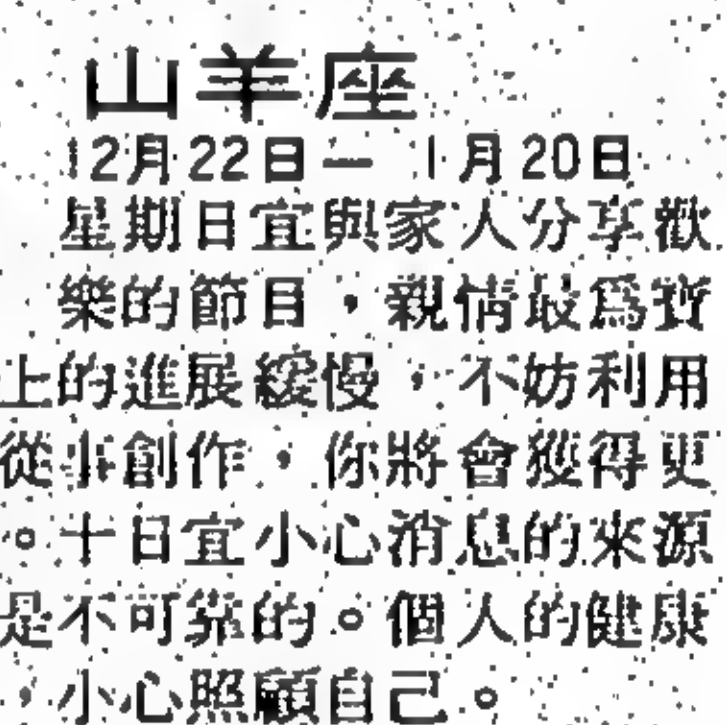 山羊座
12月22日一 1月20日
星期日宜與家人分享歡
樂的節目，親情最爲寶
上的進展緩慢，不妨利用
從事創作，你將會獲得更
。十日宜小心消息的來源
是不可靠的。個人的健康
，小心照顧自己。